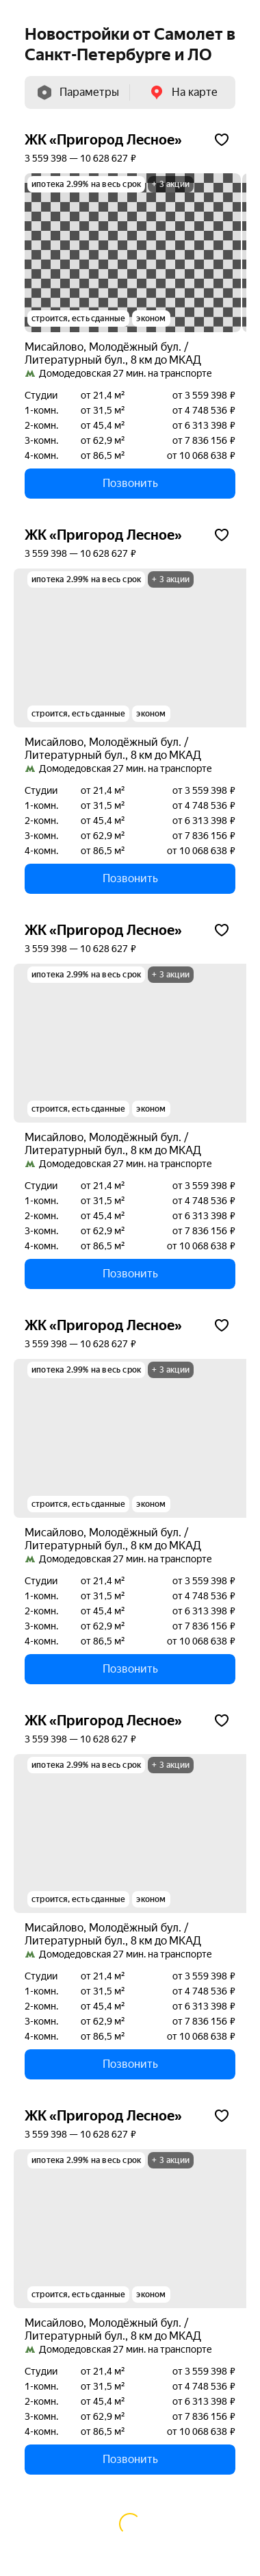 Новостройки от Самолет в
Санкт-Петербурге и ЛО
Параметры
На карте
ЖК «Пригород Лесное»
3 559 398 — 10 628 627 ₽
ипотека 2.99% на весь срок
+ 3 акции
строится, есть сданные
эконом
Мисайлово, Молодёжный бул. /
Литературный бул., 8 км до МКАД
Домодедовская 27 мин. на транспорте
Студии от 21,4 м² от 3 559 398 ₽
1-комн. от 31,5 м² от 4 748 536 ₽
2-комн. от 45,4 м² от 6 313 398 ₽
3-комн. от 62,9 м² от 7 836 156 ₽
4-комн. от 86,5 м² от 10 068 638 ₽
Позвонить
ЖК «Пригород Лесное»
3 559 398 — 10 628 627 ₽
ипотека 2.99% на весь срок
+ 3 акции
строится, есть сданные
эконом
Мисайлово, Молодёжный бул. /
Литературный бул., 8 км до МКАД
Домодедовская 27 мин. на транспорте
Студии от 21,4 м² от 3 559 398 ₽
1-комн. от 31,5 м² от 4 748 536 ₽
2-комн. от 45,4 м² от 6 313 398 ₽
3-комн. от 62,9 м² от 7 836 156 ₽
4-комн. от 86,5 м² от 10 068 638 ₽
Позвонить
ЖК «Пригород Лесное»
3 559 398 — 10 628 627 ₽
ипотека 2.99% на весь срок
+ 3 акции
строится, есть сданные
эконом
Мисайлово, Молодёжный бул. /
Литературный бул., 8 км до МКАД
Домодедовская 27 мин. на транспорте
Студии от 21,4 м² от 3 559 398 ₽
1-комн. от 31,5 м² от 4 748 536 ₽
2-комн. от 45,4 м² от 6 313 398 ₽
3-комн. от 62,9 м² от 7 836 156 ₽
4-комн. от 86,5 м² от 10 068 638 ₽
Позвонить
ЖК «Пригород Лесное»
3 559 398 — 10 628 627 ₽
ипотека 2.99% на весь срок
+ 3 акции
строится, есть сданные
эконом
Мисайлово, Молодёжный бул. /
Литературный бул., 8 км до МКАД
Домодедовская 27 мин. на транспорте
Студии от 21,4 м² от 3 559 398 ₽
1-комн. от 31,5 м² от 4 748 536 ₽
2-комн. от 45,4 м² от 6 313 398 ₽
3-комн. от 62,9 м² от 7 836 156 ₽
4-комн. от 86,5 м² от 10 068 638 ₽
Позвонить
ЖК «Пригород Лесное»
3 559 398 — 10 628 627 ₽
ипотека 2.99% на весь срок
+ 3 акции
строится, есть сданные
эконом
Мисайлово, Молодёжный бул. /
Литературный бул., 8 км до МКАД
Домодедовская 27 мин. на транспорте
Студии от 21,4 м² от 3 559 398 ₽
1-комн. от 31,5 м² от 4 748 536 ₽
2-комн. от 45,4 м² от 6 313 398 ₽
3-комн. от 62,9 м² от 7 836 156 ₽
4-комн. от 86,5 м² от 10 068 638 ₽
Позвонить
ЖК «Пригород Лесное»
3 559 398 — 10 628 627 ₽
ипотека 2.99% на весь срок
+ 3 акции
строится, есть сданные
эконом
Мисайлово, Молодёжный бул. /
Литературный бул., 8 км до МКАД
Домодедовская 27 мин. на транспорте
Студии от 21,4 м² от 3 559 398 ₽
1-комн. от 31,5 м² от 4 748 536 ₽
2-комн. от 45,4 м² от 6 313 398 ₽
3-комн. от 62,9 м² от 7 836 156 ₽
4-комн. от 86,5 м² от 10 068 638 ₽
Позвонить